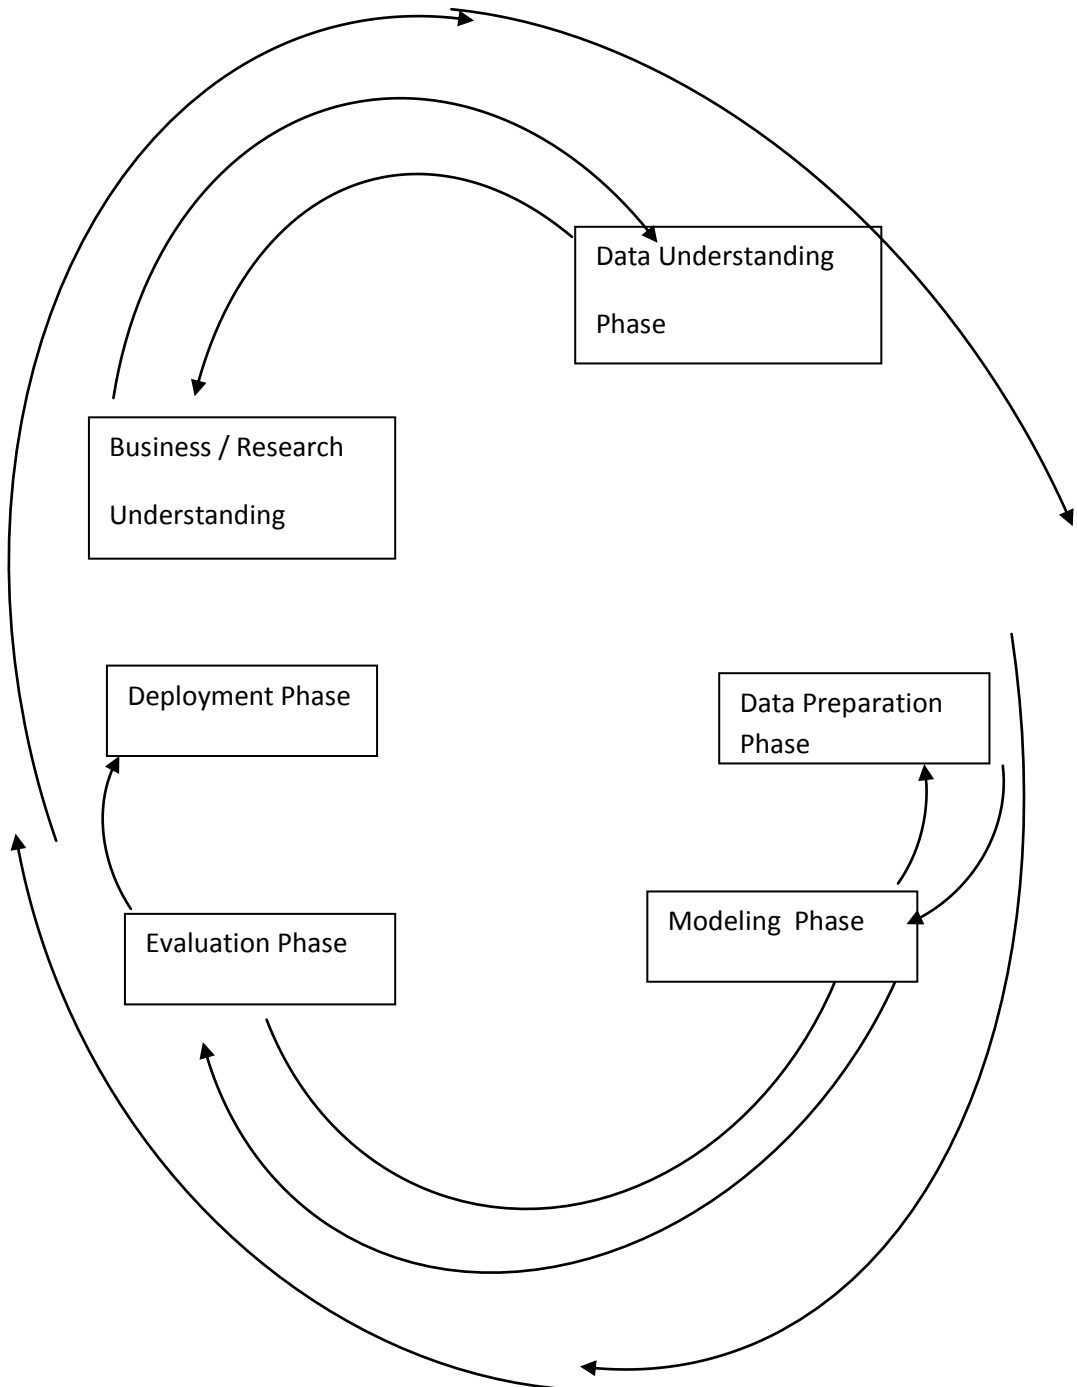 Data Understanding
Phase
Business / Research
Understanding
Deployment Phase
Data Preparation
Phase
Modeling  Phase
Evaluation Phase